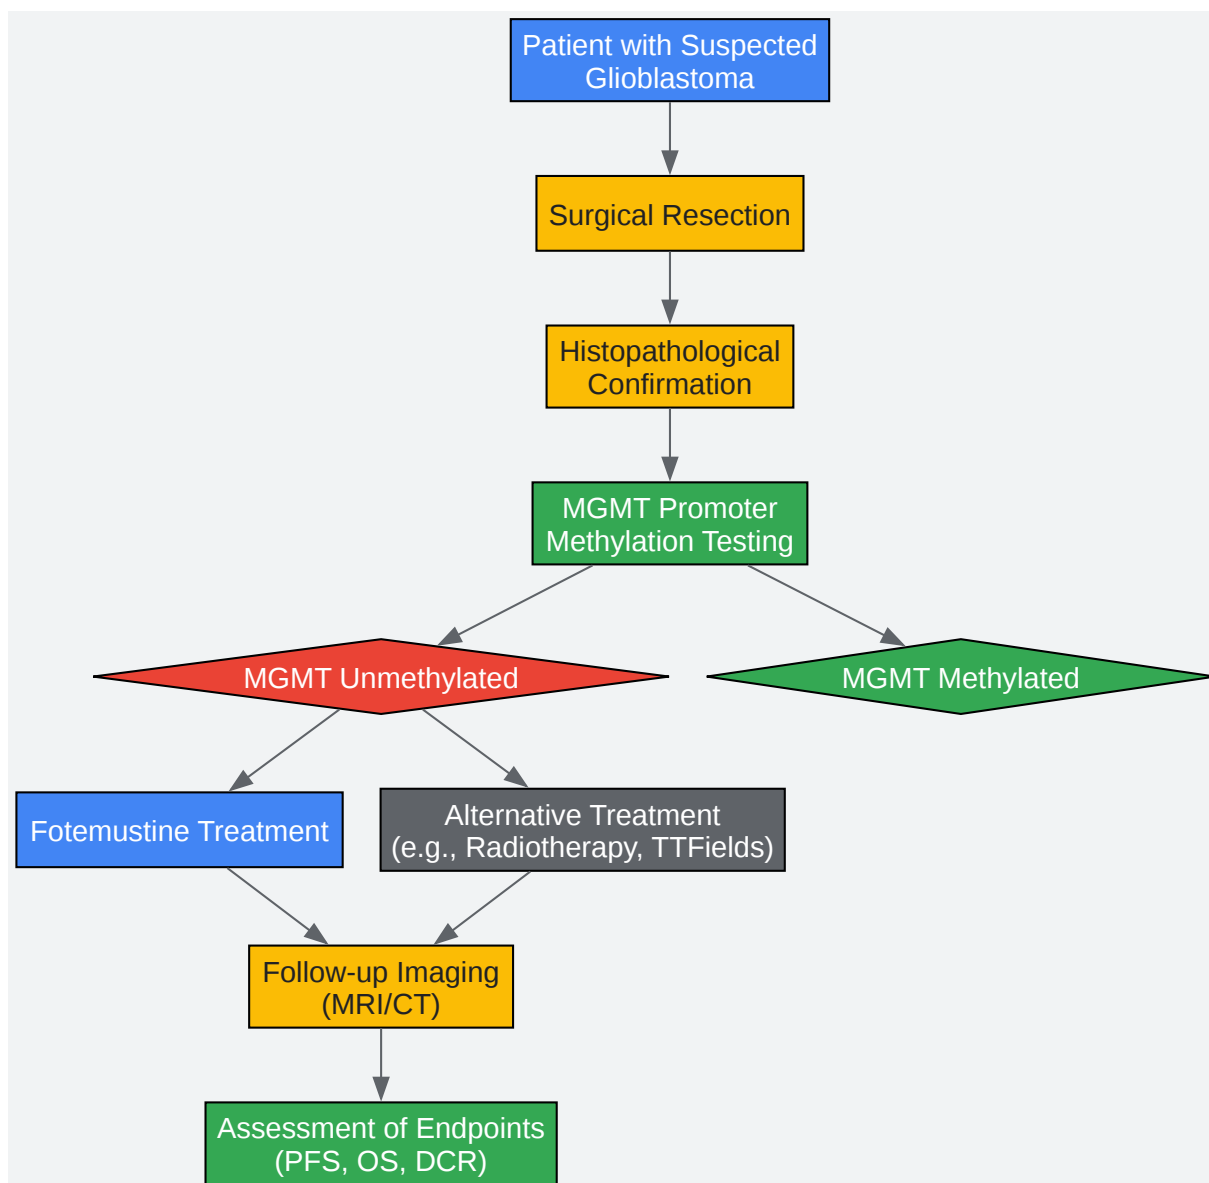 Patient with Suspected
Glioblastoma
Surgical Resection
Histopathological
Confirmation
MGMT Promoter
Methylation Testing
MGMT Unmethylated
MGMT Methylated
Fotemustine Treatment
Alternative Treatment
(e.g., Radiotherapy, TTFields)
Follow-up Imaging
(MRI/CT)
Assessment of Endpoints
(PFS, OS, DCR)